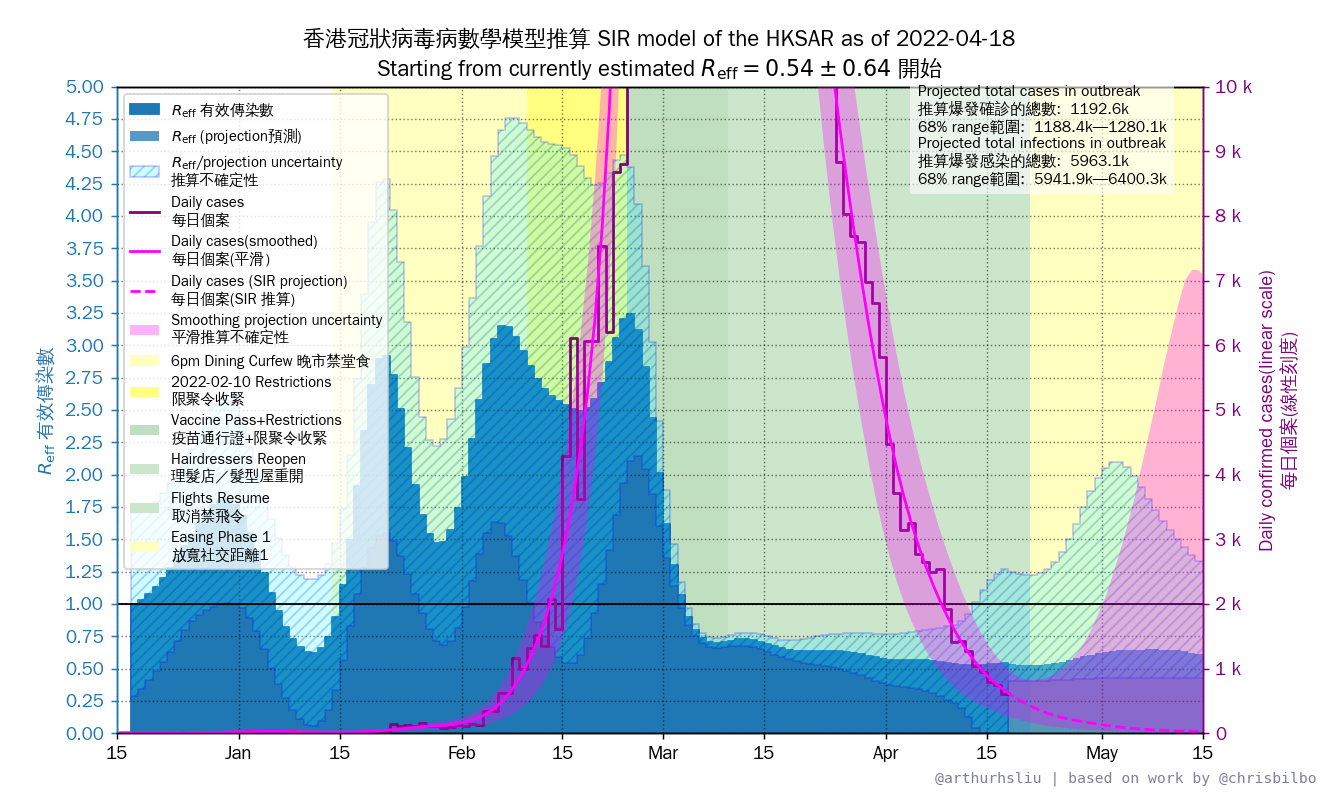 香港冠狀病毒病數學模型推算 SIR model of the HKSAR as of 2022-04-18
Starting from currently estimated Reff = 0.54 ± 0.64 開始
Reff 有效傳染數
5.00
4.75
4.50
4.25
4.00
3.75
3.50
3.25
3.00
2.75
2.50
2.25
2.00
1.75
1.50
1.25
1.00
0.75
0.50
0.25
0.00
Reff 有效傳染數
Reff (projection預測)
Reff/projection uncertainty
推算不確定性
Daily cases
每日個案
Daily cases(smoothed)
每日個案(平滑)
Daily cases (SIR projection)
每日個案(SIR 推算)
Smoothing projection uncertainty
平滑推算不確定性
6pm Dining Curfew 晚市禁堂食
2022-02-10 Restrictions
限聚令收緊
Vaccine Pass+Restrictions
疫苗通行證+限聚令收緊
Hairdressers Reopen
理髮店／髮型屋重開
Flights Resume
取消禁飛令
Easing Phase 1
放寬社交距離1
Projected total cases in outbreak
推算爆發確診的總數: 1192.6k
68% range範圍: 1188.4k—1280.1k
Projected total infections in outbreak
推算爆發感染的總數: 5963.1k
68% range範圍: 5941.9k—6400.3k
10 k
9 k
8 k
7 k
6 k
5 k
4 k
3 k
2 k
1 k
0
Daily confirmed cases(linear scale)
每日個案(線性刻度)
15
Jan
15
Feb
15
Mar
15
Apr
15
May
15
@arthurhsliu | based on work by @chrisbilbo